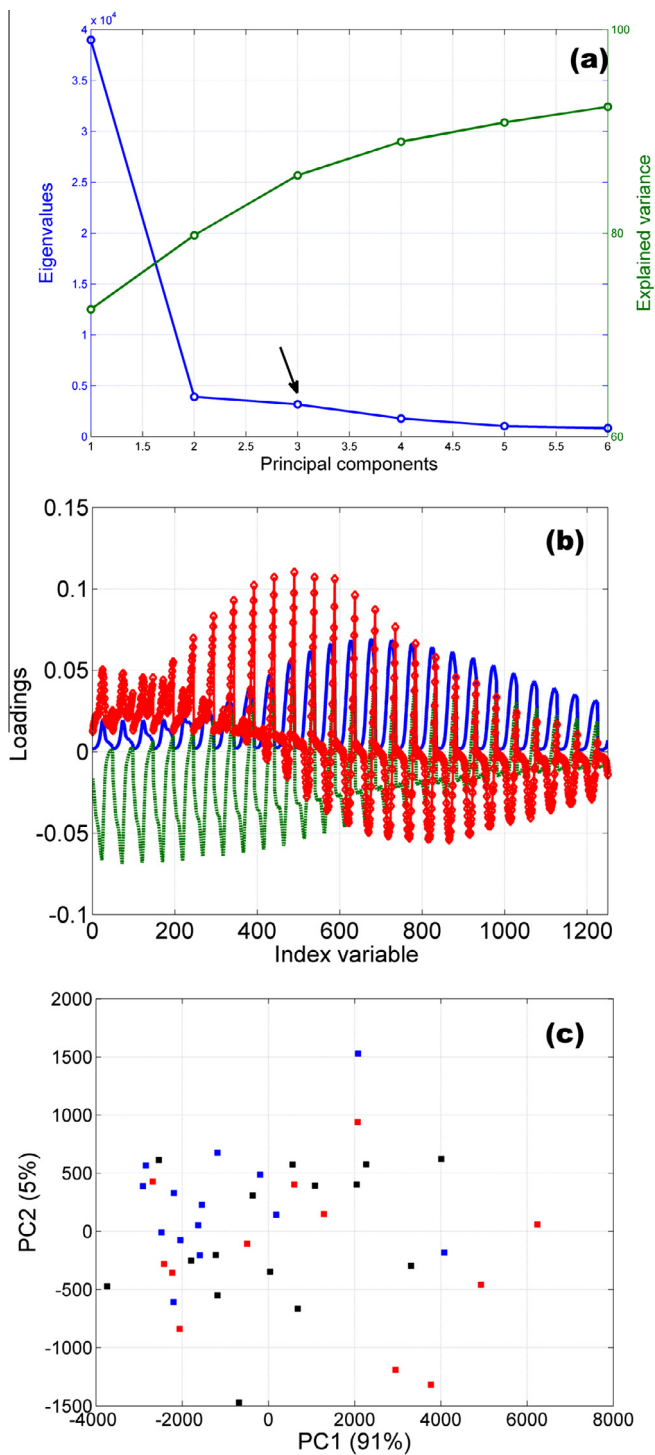 (a)
x 10^4
4
3.5
3
2.5
2
1.5
1
0.5
0
Eigenvalues
100
80
60
Explained variance
1 1.5 2 2.5 3 3.5 4 4.5 5 5.5 6
Principal components
(b)
0.15
0.1
0.05
0
-0.05
-0.1
Loadings
0 200 400 600 800 1000 1200
Index variable
(c)
2000
1500
1000
500
0
-500
-1000
-1500
PC2 (5%)
-4000 -2000 0 2000 4000 6000 8000
PC1 (91%)